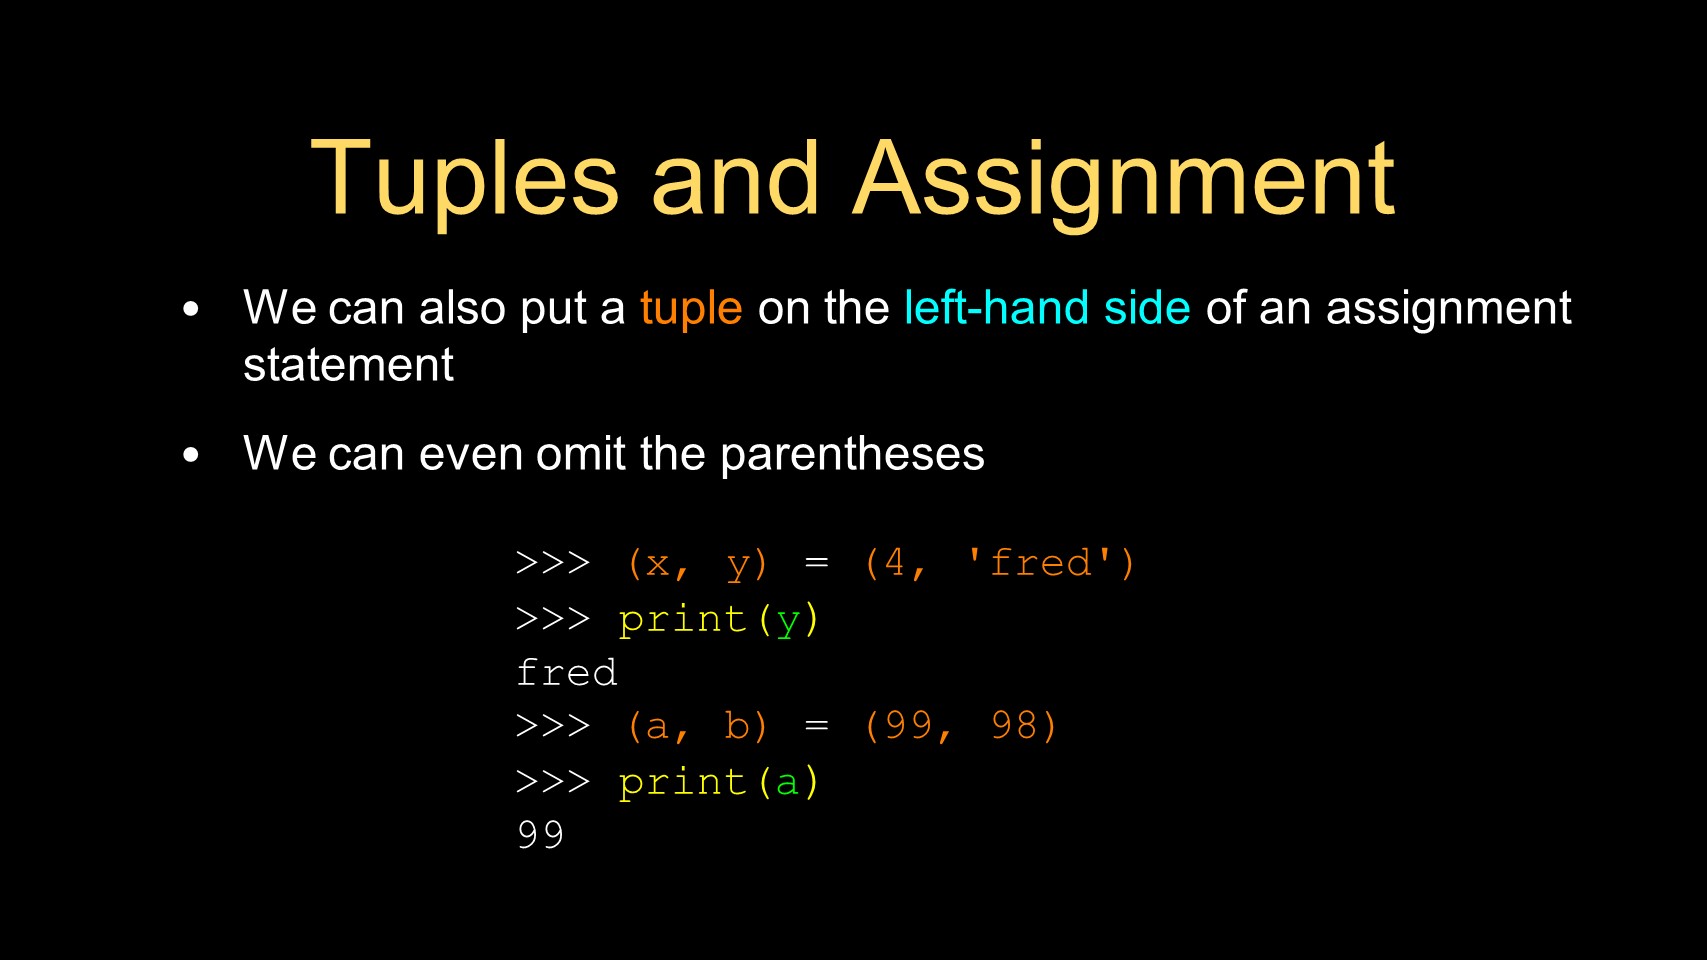 Tuples and Assignment
• We can also put a tuple on the left-hand side of an assignment
statement
• We can even omit the parentheses
>>> (x, y) = (4, 'fred')
>>> print(y)
fred
>>> (a, b) = (99, 98)
>>> print(a)
99